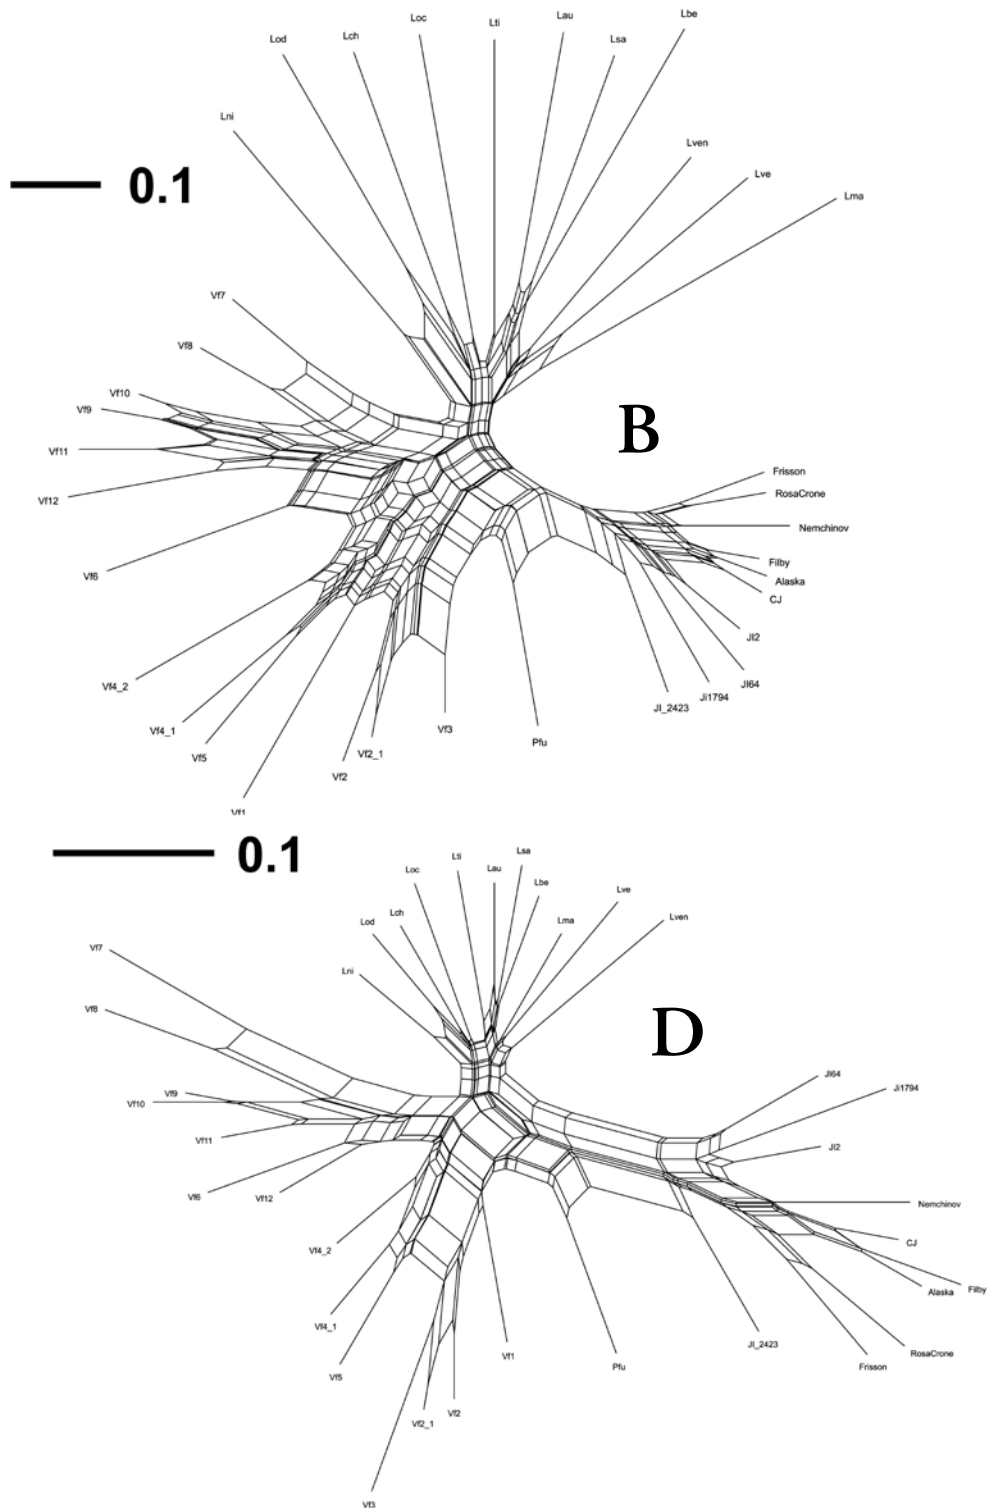 Lbe
Lau
Loc
Lti
Lch
Lod
Lsa
Lni
Lven
Lve
0.1
Lma
Vf7
Vf8
Vf10
Vf9
B
Vf11
Frisson
RosaCrone
Vf12
Nemchinov
Filby
Vf6
Alaska
CJ
JI2
Vf4_2
JI64
Ji1794
JI_2423
Vf4_1
Vf3
Pfu
Vf5
Vf2_1
Vf2
Vf1
0.1
Lsa
Lti
Lau
Loc
Lbe
Lve
Lch
Lven
Lod
Lma
Vf7
Lni
Vf8
D
JI64
Ji1794
Vf9
Vf10
Vf11
JI2
Vf6
Vf12
Nemchinov
CJ
Vf4_2
Filby
Alaska
Vf4_1
JI_2423
Vf1
RosaCrone
Pfu
Frisson
Vf5
Vf2
Vf2_1
Vf3